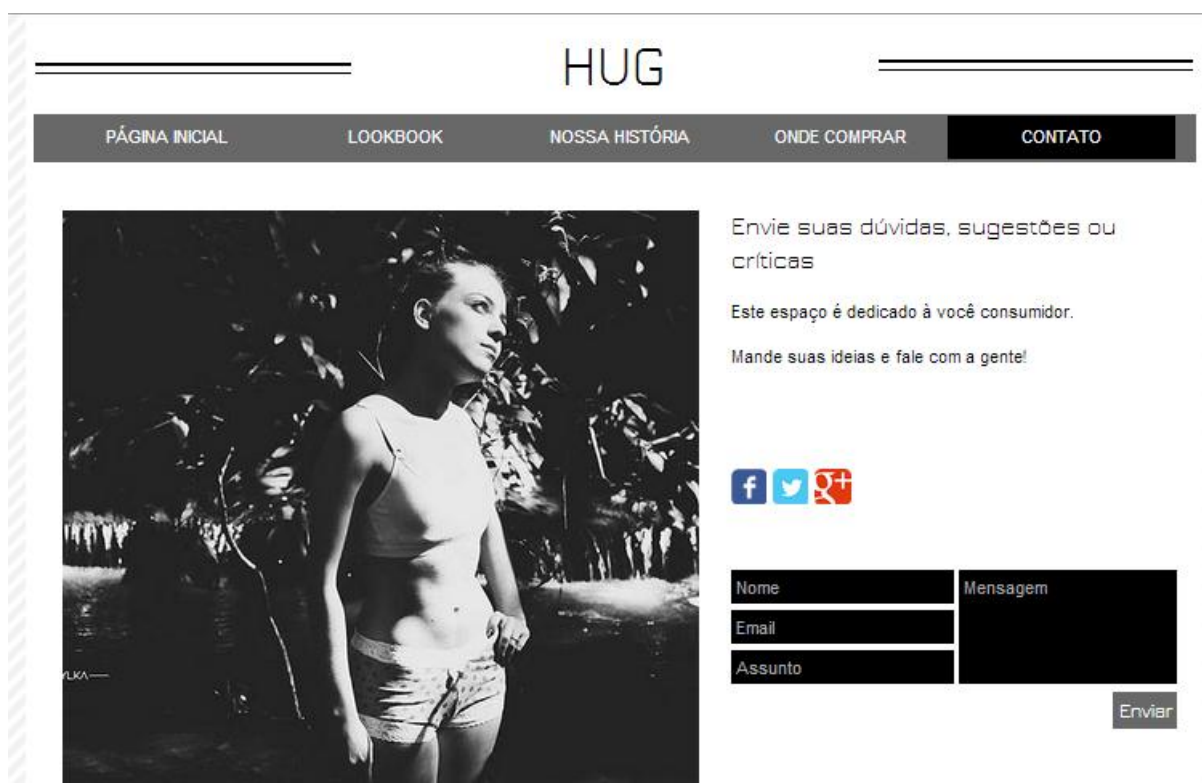 HUG
PÁGINA INICIAL LOOKBOOK NOSSA HISTÓRIA ONDE COMPRAR CONTATO
Envie suas dúvidas, sugestões ou
críticas
Este espaço é dedicado à você consumidor.
Mande suas ideias e fale com a gente!
f g+
Nome Mensagem
Email
Assunto
Enviar